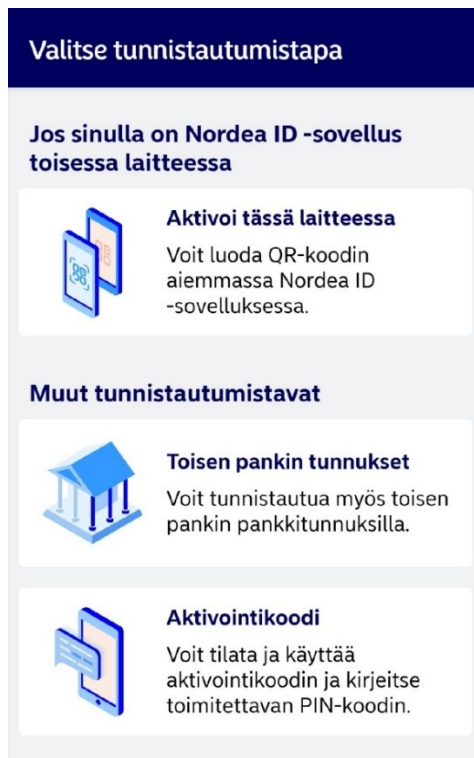 Valitse tunnistautumistapa
Jos sinulla on Nordea ID -sovellus
toisessa laitteessa
Aktivoi tässä laitteessa
Voit luoda QR-koodin
aiemmassa Nordea ID
-sovelluksessa.
Muut tunnistautumistavat
Toisen pankin tunnukset
Voit tunnistautua myös toisen
pankin pankkitunnuksilla.
Aktivointikoodi
Voit tilata ja käyttää
aktivointikoodin ja kirjeitse
toimitettavan PIN-koodin.